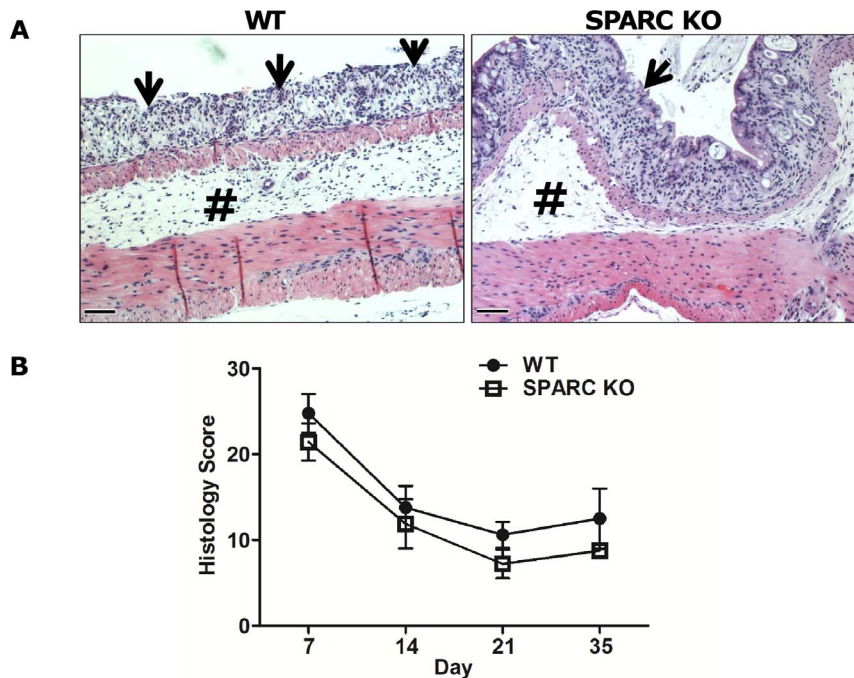 A
WT
SPARC KO
#
#
B
WT
SPARC KO
30
20
10
0
Histology Score
7 14 21 35
Day